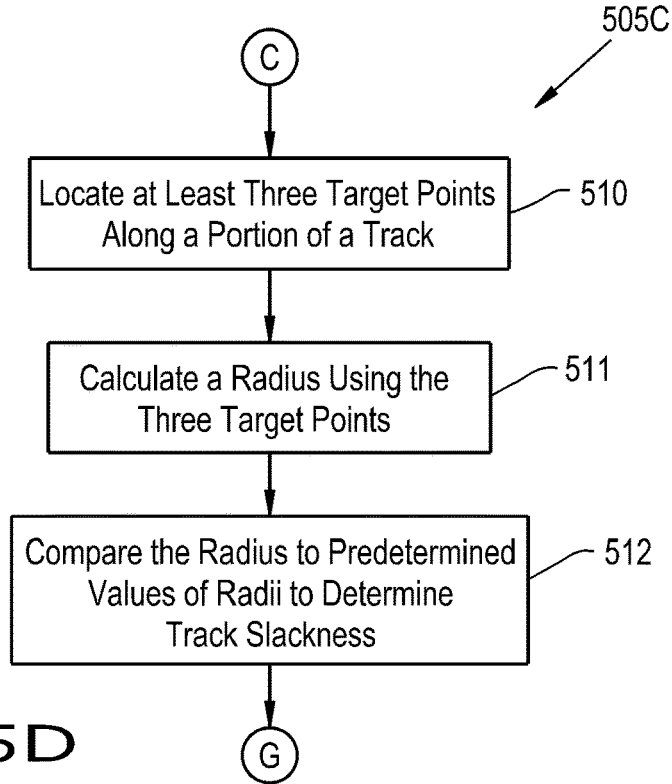 505C
C
Locate at Least Three Target Points
Along a Portion of a Track
510
Calculate a Radius Using the
Three Target Points
511
Compare the Radius to Predetermined
Values of Radii to Determine
Track Slackness
512
5D
G